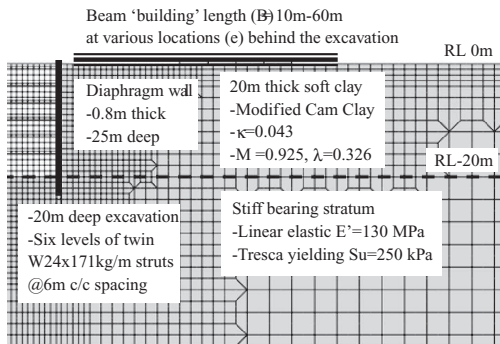 Beam ‘building’ length (B) =10m-60m
at various locations (e) behind the excavation
RL 0m
Diaphragm wall
-0.8m thick
-25m deep
20m thick soft clay
-Modified Cam Clay
-κ=0.043
-M =0.925, λ=0.326
RL-20m
-20m deep excavation
-Six levels of twin
W24x171kg/m struts
@6m c/c spacing
Stiff bearing stratum
-Linear elastic E’=130 MPa
-Tresca yielding Su=250 kPa